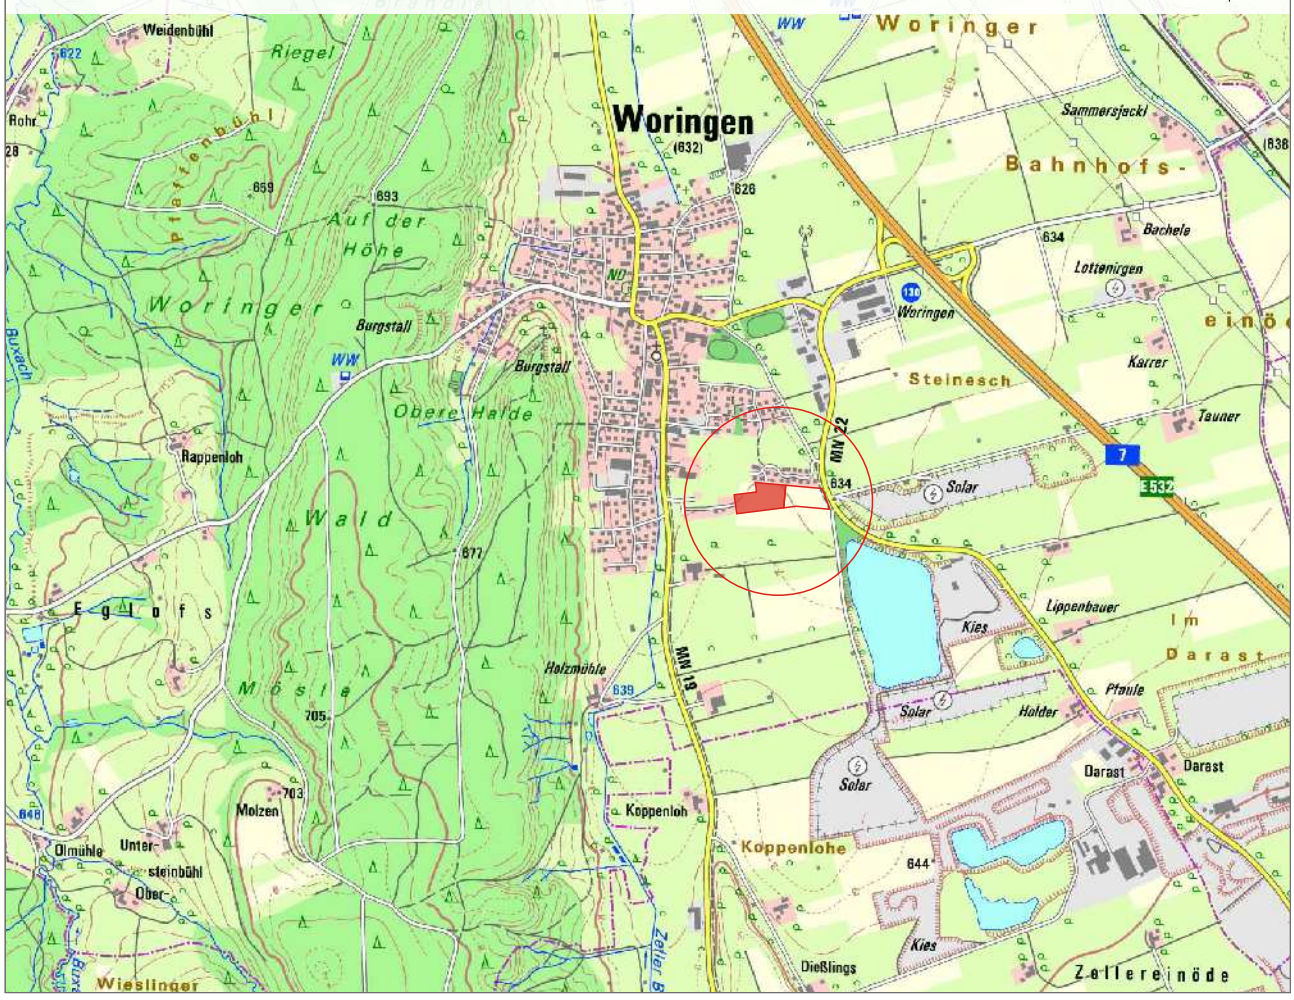 WW
WW
Woringer
Weidenbühl
622
Riegel
Rohr
28
Pfaffenbühl
Woringen
(632)
Sammersjackl
(638
Bahnhofs-
659
693
626
Auf der
Höhe
ND
634
Bachele
Lottenirgen
Woringer
Burgstall
130
Woringen
einö
Buxach
WW
Burgstall
Karrer
Steinesch
Obere Halde
Tauner
MN 22
Rappenloh
7
E532
634
Solar
Wald
677
Eglofs
Lippenbauer
Kies
Im
Darast
Holzmühle
MN 19
639
Mösle
705
Pfaule
Solar
Holder
Darast
Darast
Solar
703
Molzen
Koppenloh
648
Olmühle
Unter-
steinbühl
Ober-
Koppenlohe
644
Kies
Zeller B
Dießlings
Zellereinöde
Wieslinger